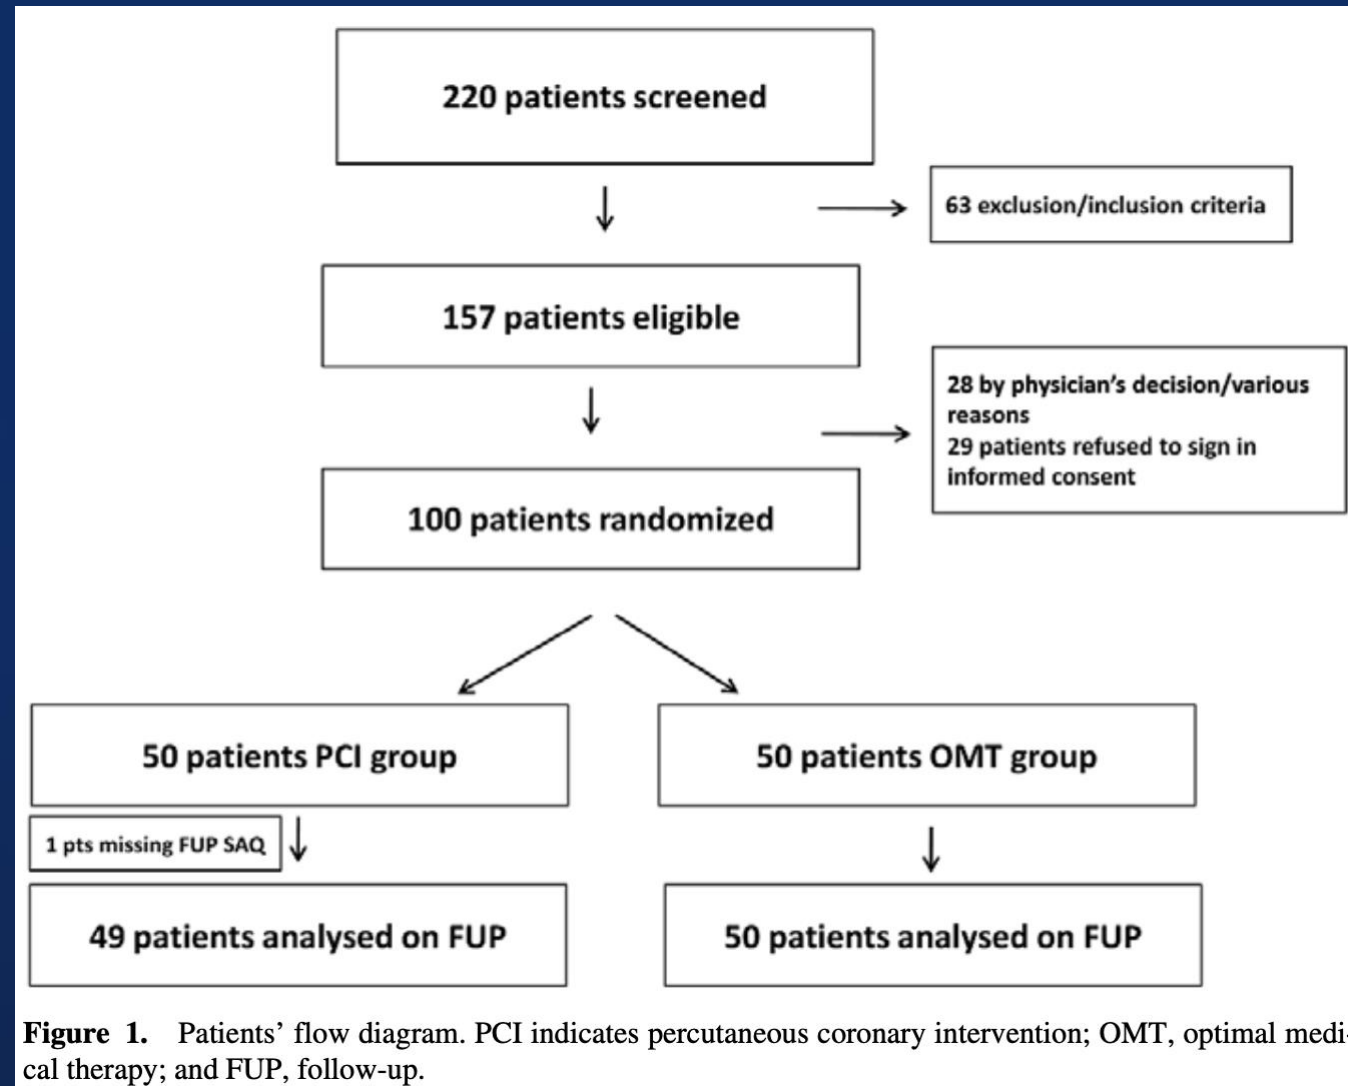 220 patients screened
63 exclusion/inclusion criteria
157 patients eligible
28 by physician's decision/various
reasons
29 patients refused to sign in
informed consent
100 patients randomized
50 patients PCI group
50 patients OMT group
1 pts missing FUP SAQ
49 patients analysed on FUP
50 patients analysed on FUP
Figure 1. Patients' flow diagram. PCI indicates percutaneous coronary intervention; OMT, optimal medi-
cal therapy; and FUP, follow-up.